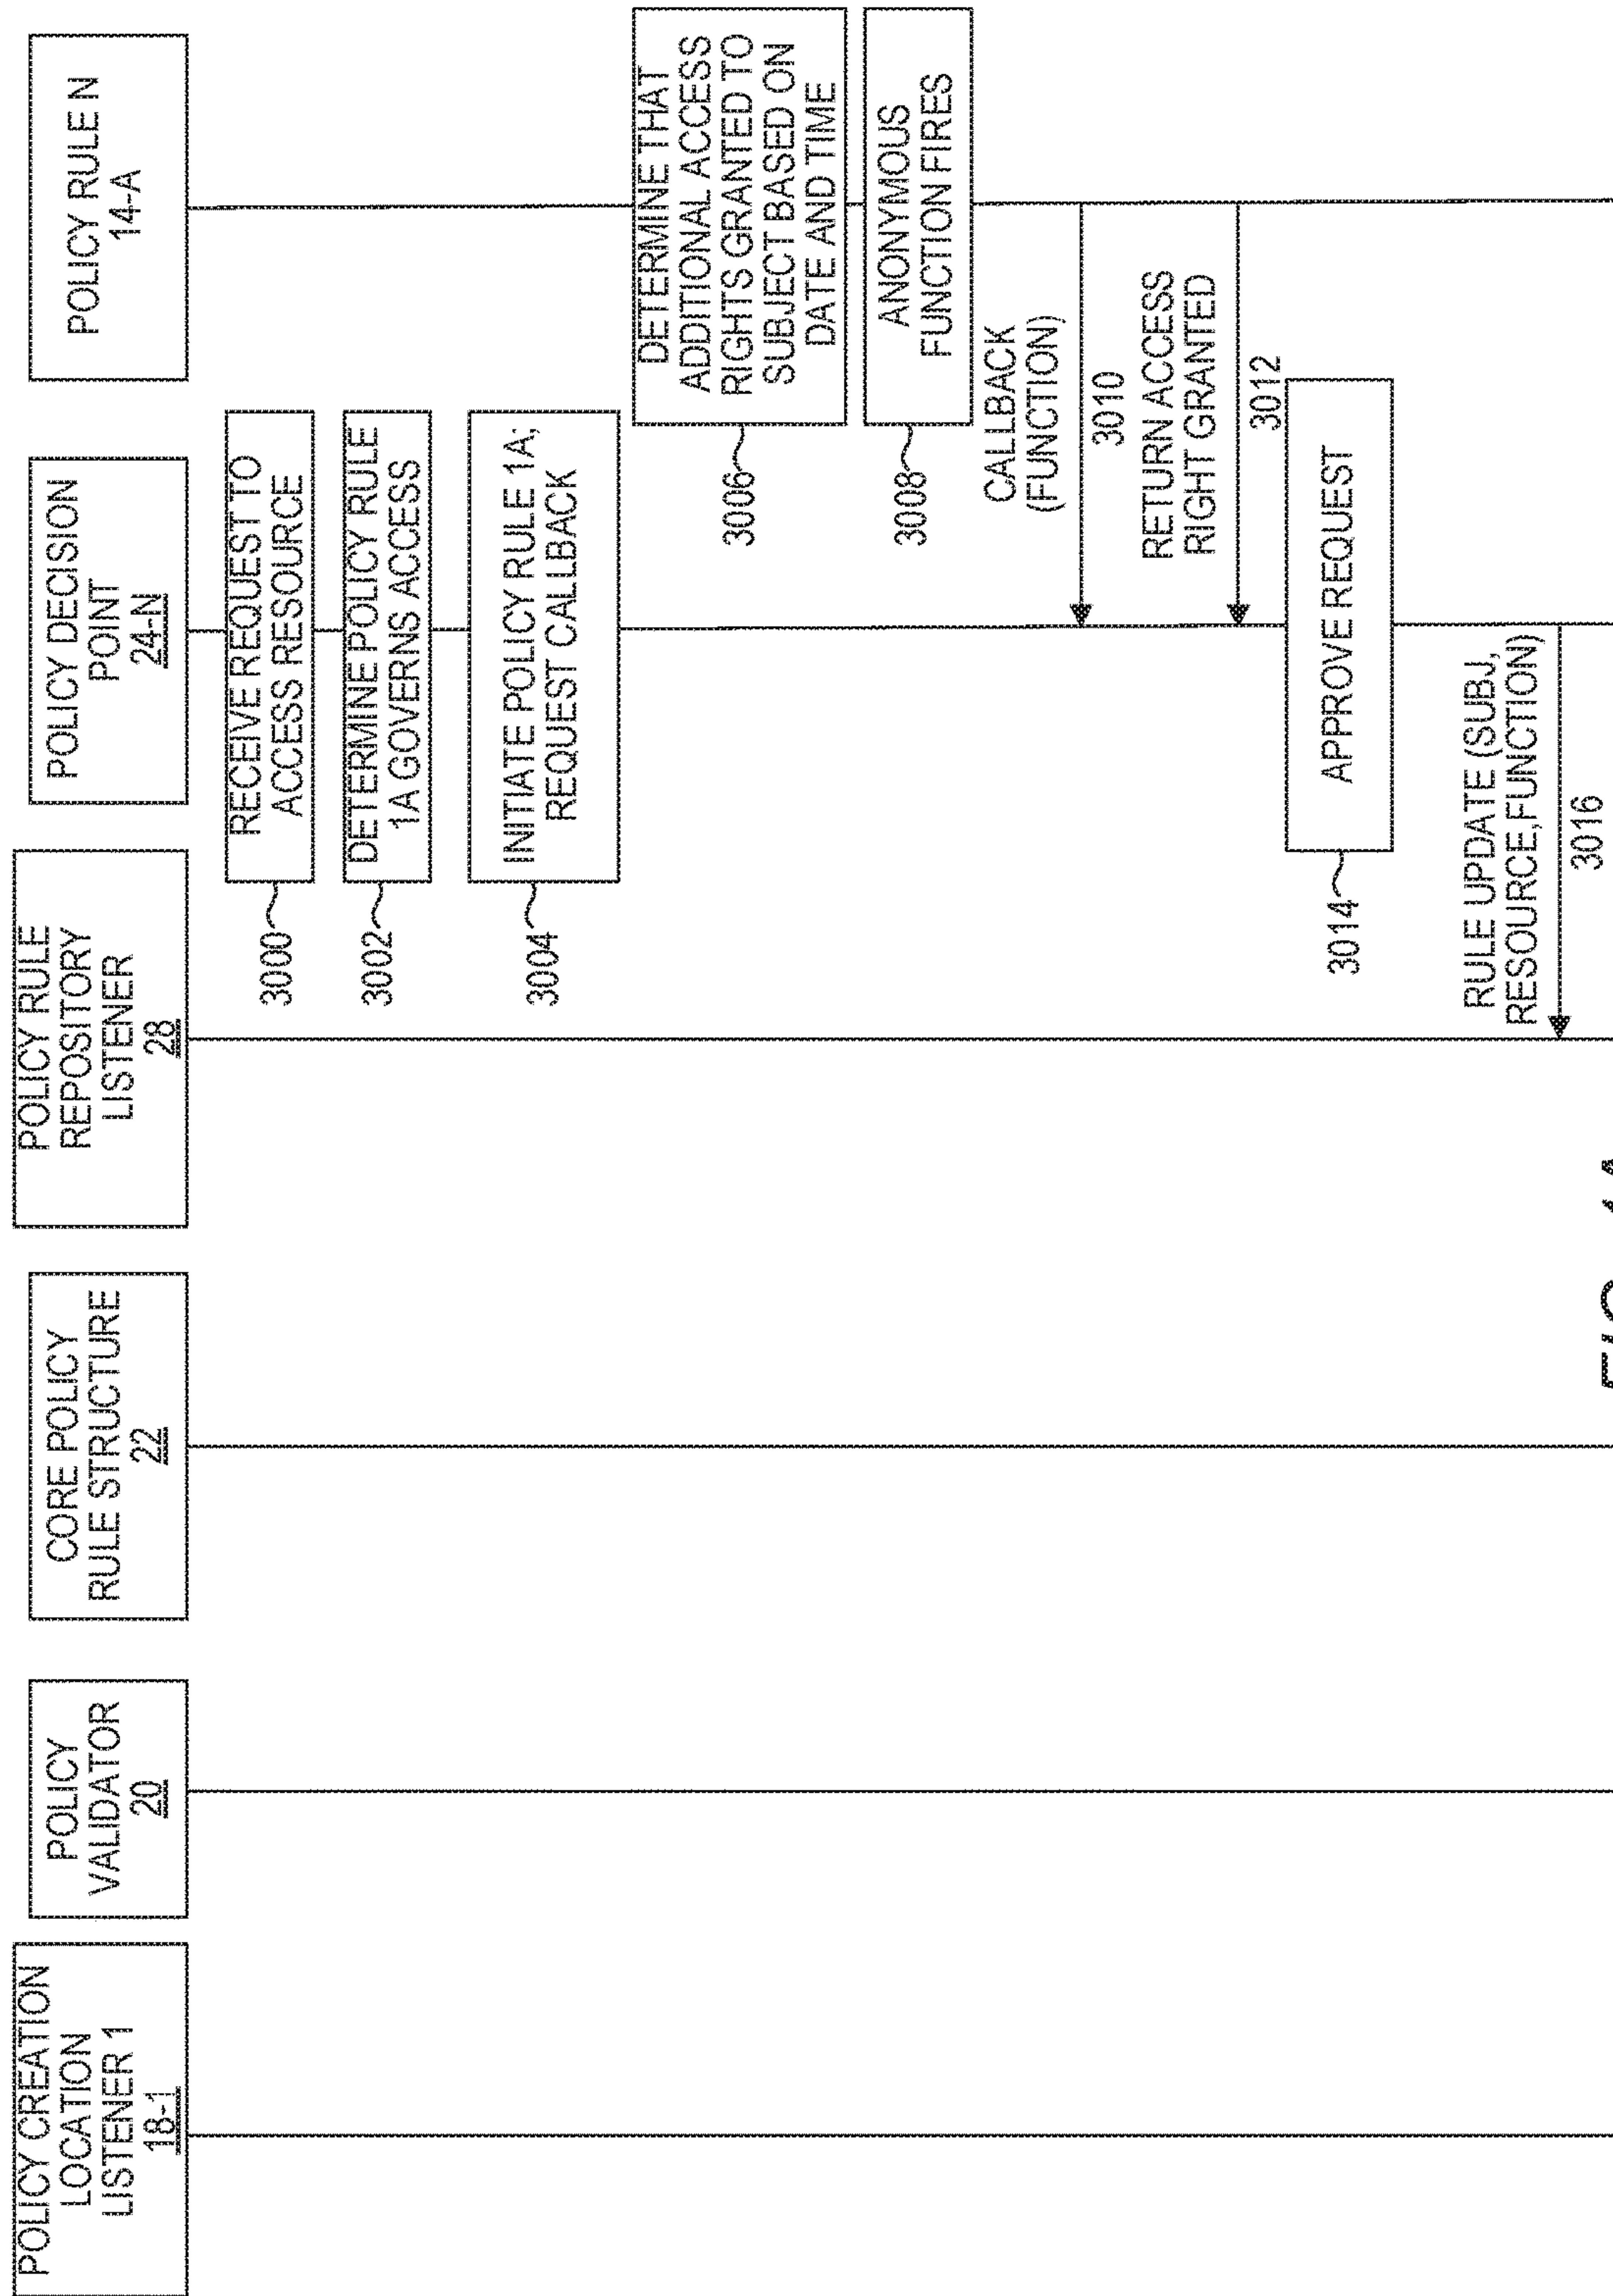 POLICY CREATION
LOCATION
LISTENER 1
18-1
POLICY
VALIDATOR
20
CORE POLICY
RULE STRUCTURE
22
POLICY RULE
REPOSITORY
LISTENER
28
POLICY DECISION
POINT
24-N
POLICY RULE N
14-A
3000
RECEIVE REQUEST TO
ACCESS RESOURCE
3002
DETERMINE POLICY RULE
1A GOVERNS ACCESS
3004
INITIATE POLICY RULE 1A;
REQUEST CALLBACK
3006
DETERMINE THAT
ADDITIONAL ACCESS
RIGHTS GRANTED TO
SUBJECT BASED ON
DATE AND TIME
3008
ANONYMOUS
FUNCTION FIRES
CALLBACK
(FUNCTION)
3010
RETURN ACCESS
RIGHT GRANTED
3012
3014
APPROVE REQUEST
RULE UPDATE (SUBJ,
RESOURCE,FUNCTION)
3016